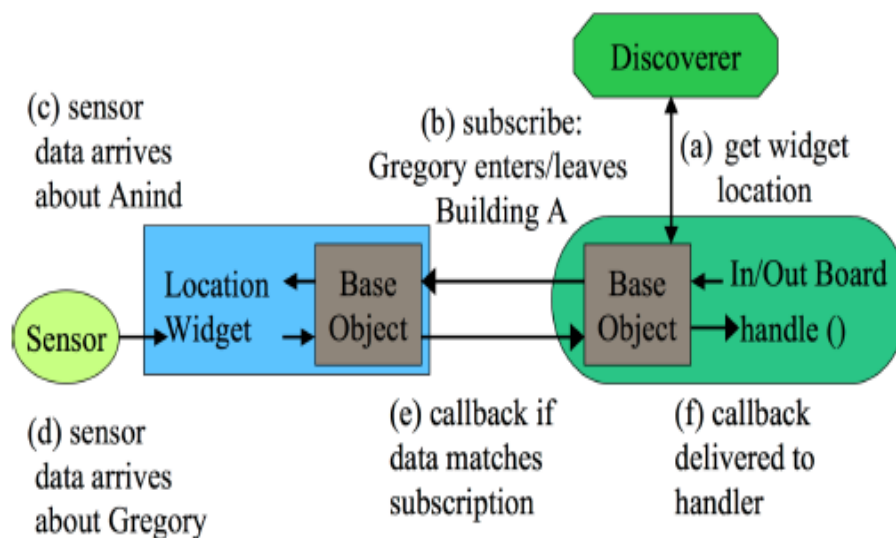 Discoverer
(c) sensor
data arrives
about Anind
(b) subscribe:
Gregory enters/leaves
Building A
(a) get widget
location
Location
Widget
Base
Object
Base
Object
In/Out Board
handle ()
Sensor
(d) sensor
data arrives
about Gregory
(e) callback if
data matches
subscription
(f) callback
delivered to
handler